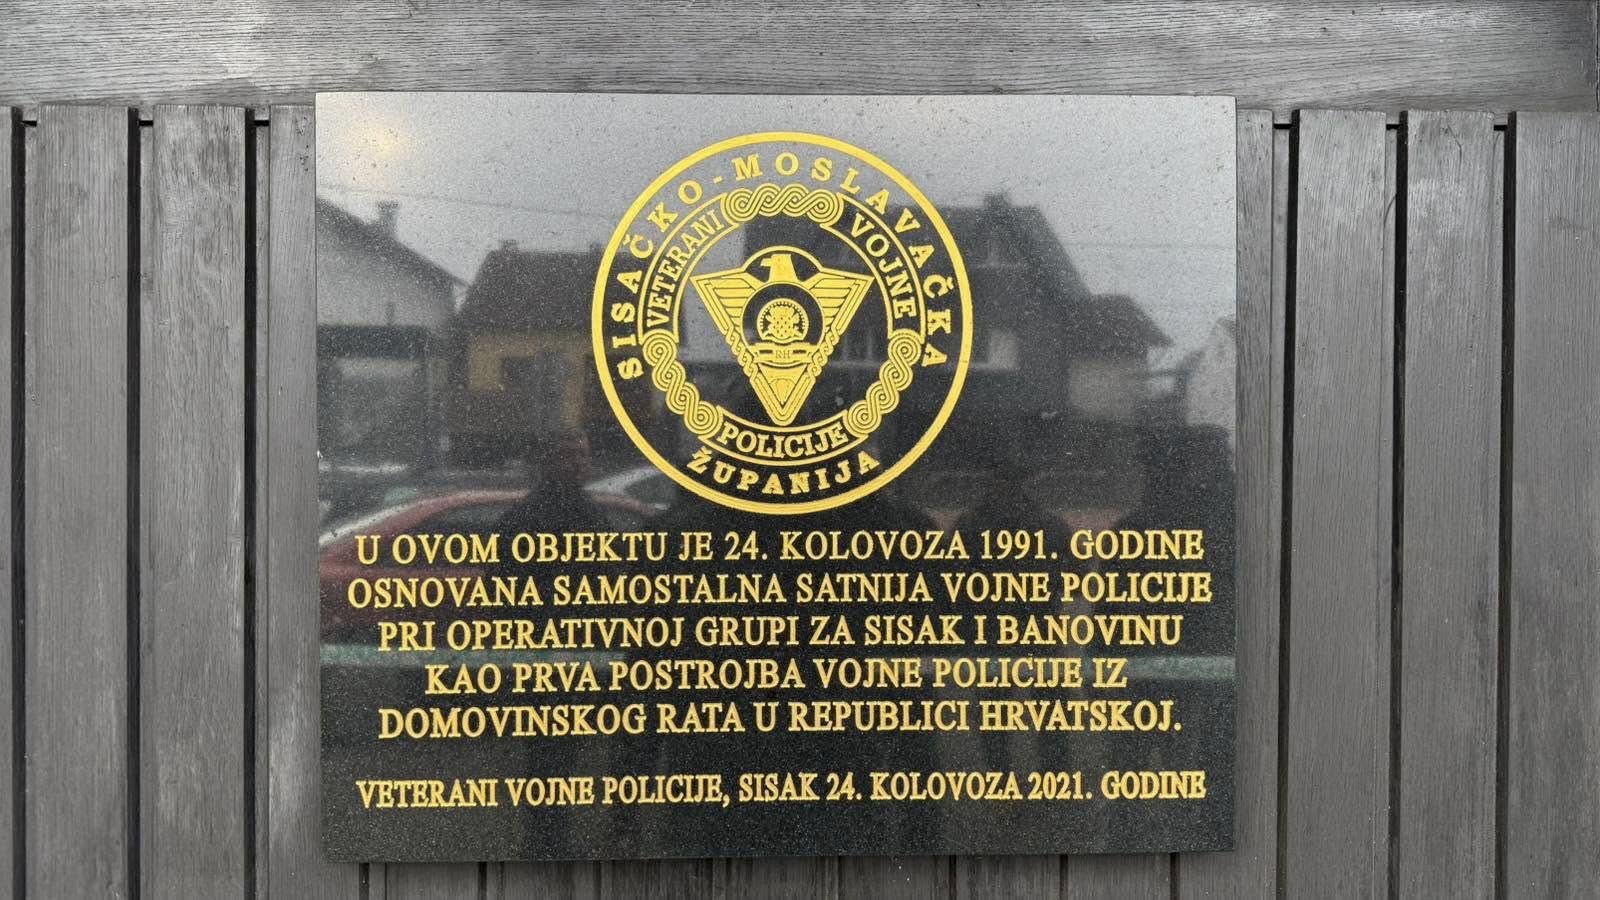 SISAČKO-MOSLAVAČKA
VETERANI VOJNE
RH
POLICIJE
ŽUPANIJA
U OVOM OBJEKTU JE 24. KOLOVOZA 1991. GODINE
OSNOVANA SAMOSTALNA SATNIJA VOJNE POLICIJE
PRI OPERATIVNOJ GRUPI ZA SISAK I BANOVINU
KAO PRVA POSTROJBA VOJNE POLICIJE IZ
DOMOVINSKOG RATA U REPUBLICI HRVATSKOJ.
VETERANI VOJNE POLICIJE, SISAK 24. KOLOVOZA 2021. GODINE